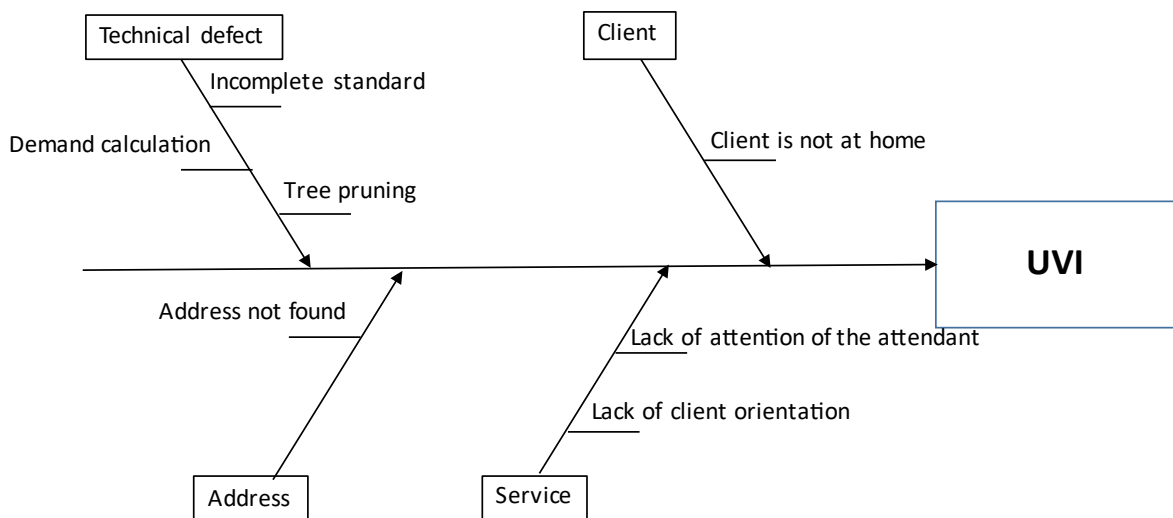 Technical defect
Client
Incomplete standard
Demand calculation
Client is not at home
Tree pruning
UVI
Address not found
Lack of attention of the attendant
Lack of client orientation
Address
Service